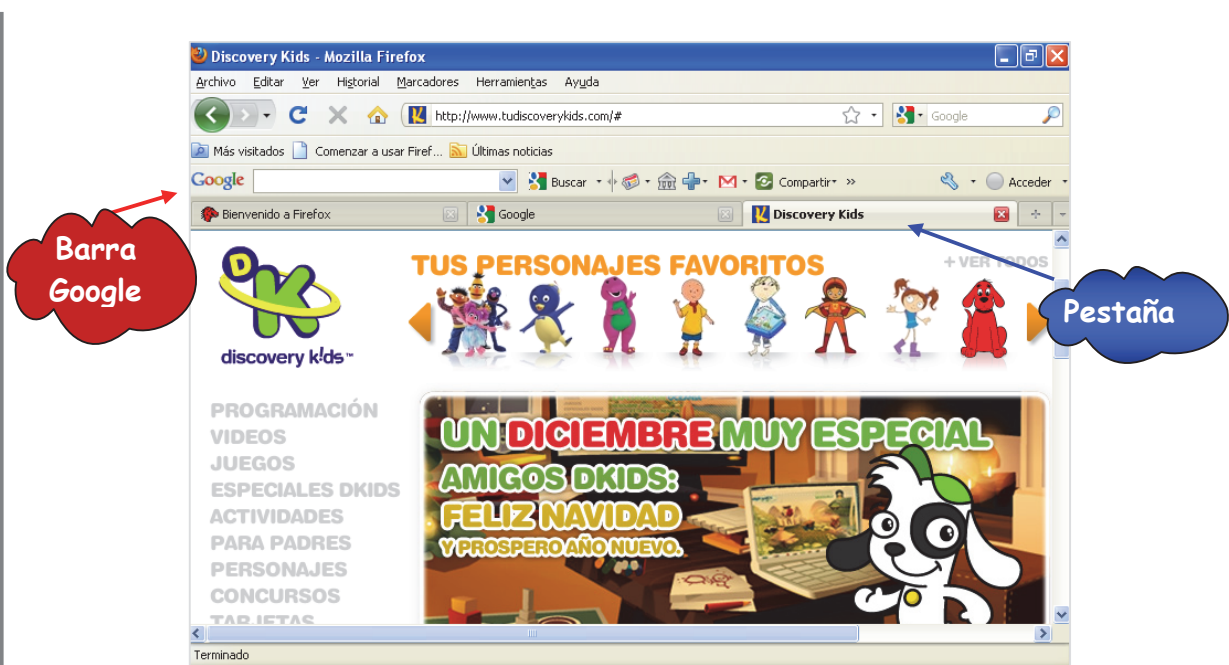 Discovery Kids - Mozilla Firefox
Archivo Editar Ver Historial Marcadores Herramientas Ayuda
http://www.tudiscoverykids.com/#
Google
Más visitados Comenzar a usar Firef... Últimas noticias
Google Buscar Compartir Acceder
Bienvenido a Firefox Google Discovery Kids
Barra
Google
Pestaña
DK
discovery k!ds™
TUS PERSONAJES FAVORITOS
+ VER TODOS
PROGRAMACIÓN
VIDEOS
JUEGOS
ESPECIALES DKIDS
ACTIVIDADES
PARA PADRES
PERSONAJES
CONCURSOS
TARJETAS
UN DICIEMBRE MUY ESPECIAL
AMIGOS DKIDS:
FELIZ NAVIDAD
Y PROSPERO AÑO NUEVO.
Terminado